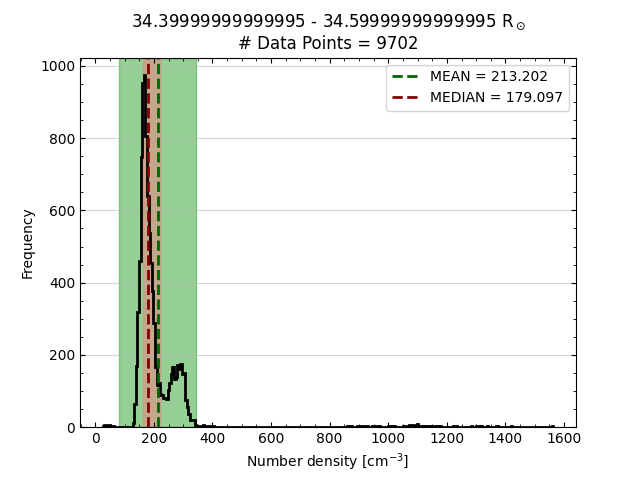 34.39999999999995 - 34.59999999999995 R⊙
# Data Points = 9702
MEAN = 213.202
MEDIAN = 179.097
Frequency
1000
800
600
400
200
0
0 200 400 600 800 1000 1200 1400 1600
Number density [cm⁻³]